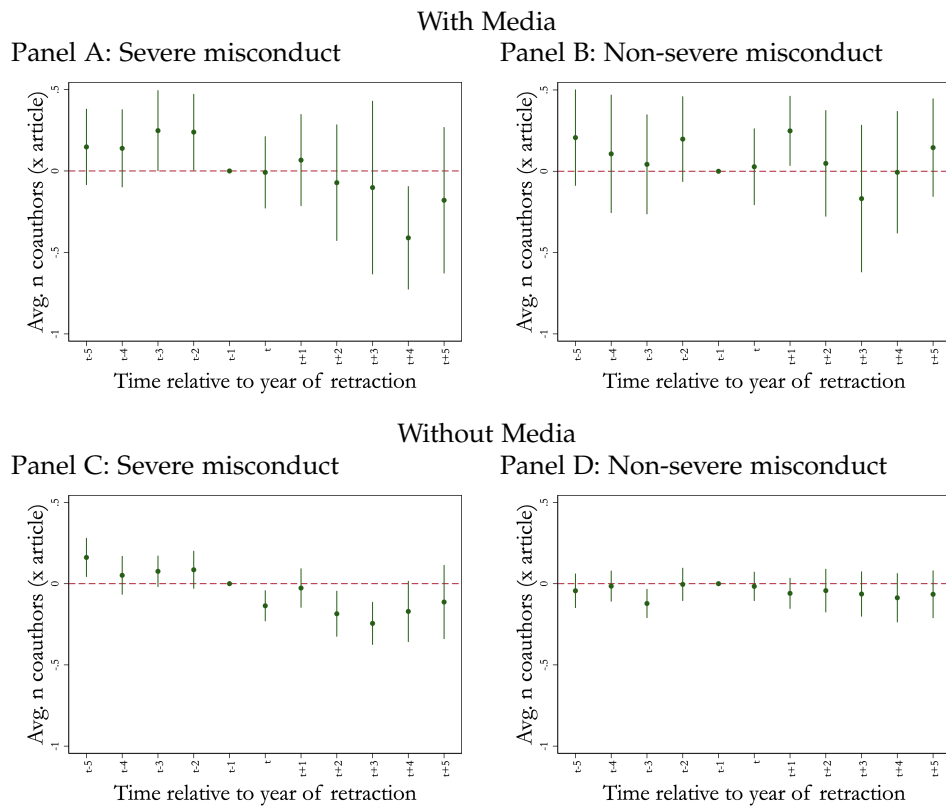 With Media
Panel A: Severe misconduct
Avg. n coauthors (x article)
.5
0
-.5
-1
t-5 t-4 t-3 t-2 t-1 t t+1 t+2 t+3 t+4 t+5
Time relative to year of retraction
Panel B: Non-severe misconduct
Avg. n coauthors (x article)
.5
0
-.5
-1
t-5 t-4 t-3 t-2 t-1 t t+1 t+2 t+3 t+4 t+5
Time relative to year of retraction
Without Media
Panel C: Severe misconduct
Avg. n coauthors (x article)
.5
0
-.5
-1
t-5 t-4 t-3 t-2 t-1 t t+1 t+2 t+3 t+4 t+5
Time relative to year of retraction
Panel D: Non-severe misconduct
Avg. n coauthors (x article)
.5
0
-.5
-1
t-5 t-4 t-3 t-2 t-1 t t+1 t+2 t+3 t+4 t+5
Time relative to year of retraction